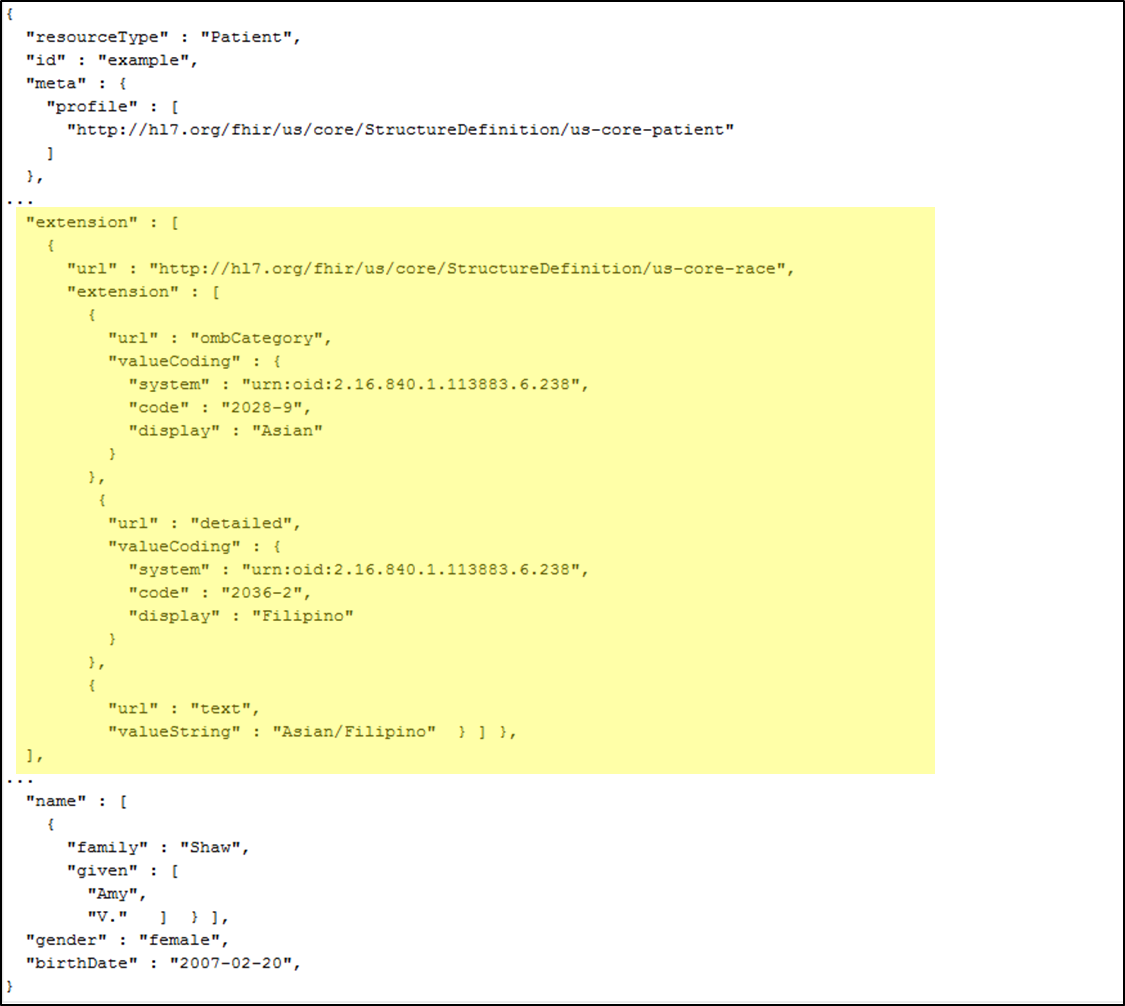 {
  "resourceType" : "Patient",
  "id" : "example",
  "meta" : {
    "profile" : [
      "http://hl7.org/fhir/us/core/StructureDefinition/us-core-patient"
    ]
  },
...
  "extension" : [
    {
      "url" : "http://hl7.org/fhir/us/core/StructureDefinition/us-core-race",
      "extension" : [
        {
          "url" : "ombCategory",
          "valueCoding" : {
            "system" : "urn:oid:2.16.840.1.113883.6.238",
            "code" : "2028-9",
            "display" : "Asian"
          }
        },
         {
          "url" : "detailed",
          "valueCoding" : {
            "system" : "urn:oid:2.16.840.1.113883.6.238",
            "code" : "2036-2",
            "display" : "Filipino"
          }
        },
        {
          "url" : "text",
          "valueString" : "Asian/Filipino"  } ] },
  ],
...
  "name" : [
    {
      "family" : "Shaw",
      "given" : [
        "Amy",
        "V."   ]  } ],
  "gender" : "female",
  "birthDate" : "2007-02-20",
}